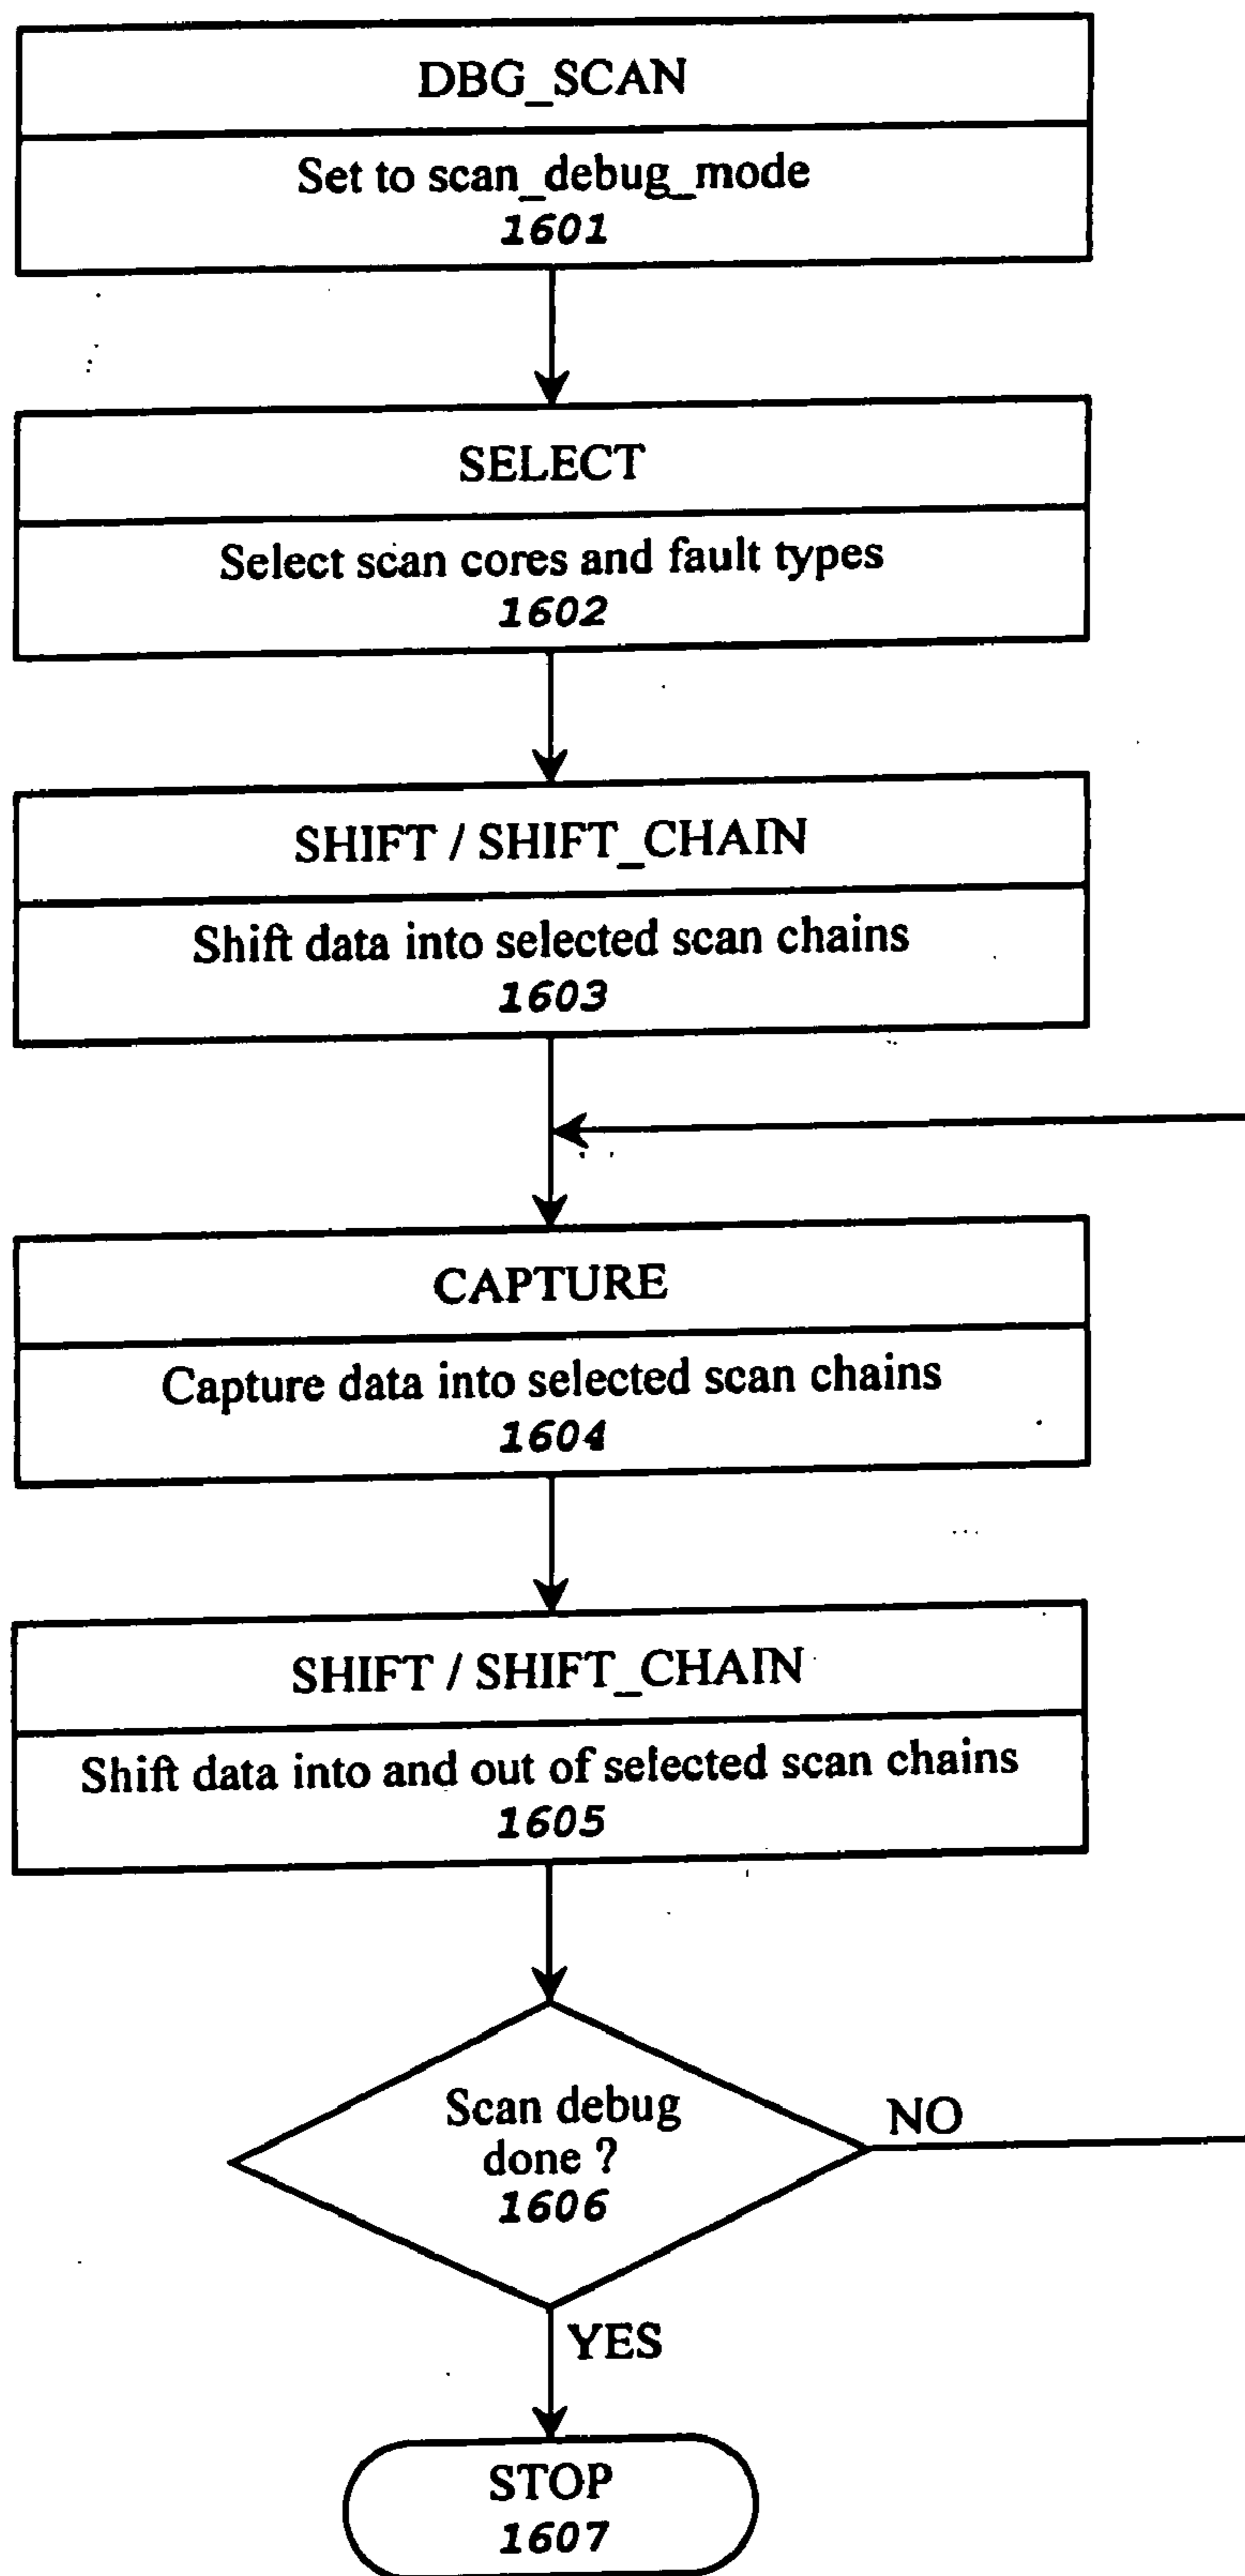 DBG_SCAN
Set to scan_debug_mode
1601
SELECT
Select scan cores and fault types
1602
SHIFT / SHIFT_CHAIN
Shift data into selected scan chains
1603
CAPTURE
Capture data into selected scan chains
1604
SHIFT / SHIFT_CHAIN
Shift data into and out of selected scan chains
1605
Scan debug
done ?
1606
NO
YES
STOP
1607